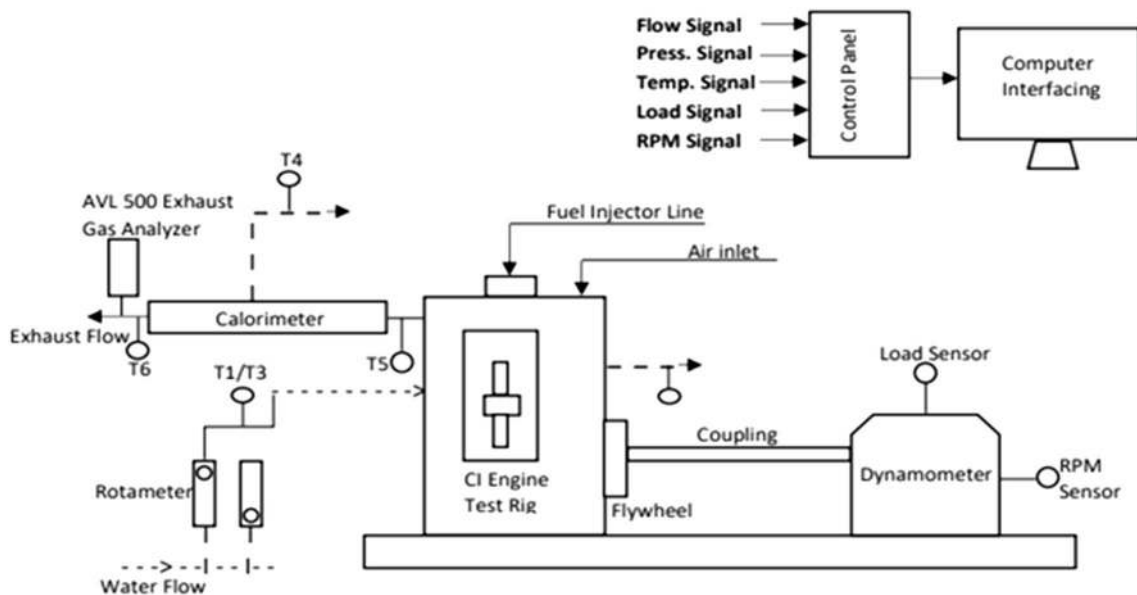 Flow Signal
Press. Signal
Temp. Signal
Load Signal
RPM Signal
Control Panel
Computer
Interfacing
T4
AVL 500 Exhaust
Gas Analyzer
Fuel Injector Line
Air inlet
Calorimeter
Exhaust Flow
T6
T5
T1/T3
Load Sensor
Coupling
Dynamometer
RPM
Sensor
Rotameter
CI Engine
Test Rig
Flywheel
Water Flow